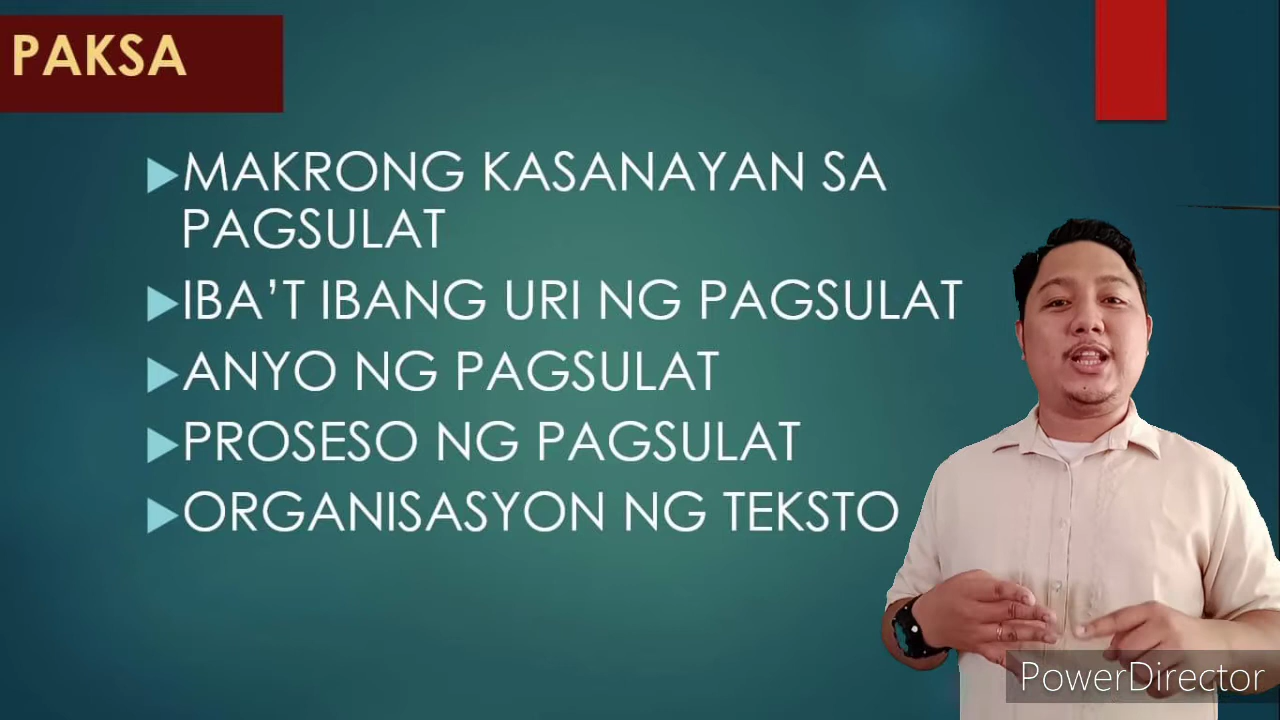 PAKSA
MAKRONG KASANAYAN SA
PAGSULAT
IBA’T IBANG URI NG PAGSULAT
ANYO NG PAGSULAT
PROSESO NG PAGSULAT
ORGANISASYON NG TEKSTO
PowerDirector